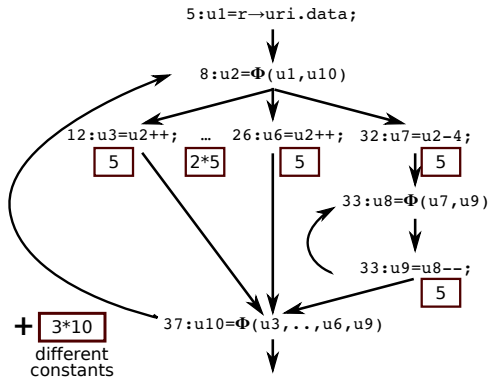 5:u1=r→uri.data;
8:u2=Φ(u1,u10)
12:u3=u2++; … 26:u6=u2++; 32:u7=u2-4;
5 2*5 5 5
33:u8=Φ(u7,u9)
33:u9=u8--;
5
37:u10=Φ(u3,..,u6,u9)
+ 3*10
different
constants